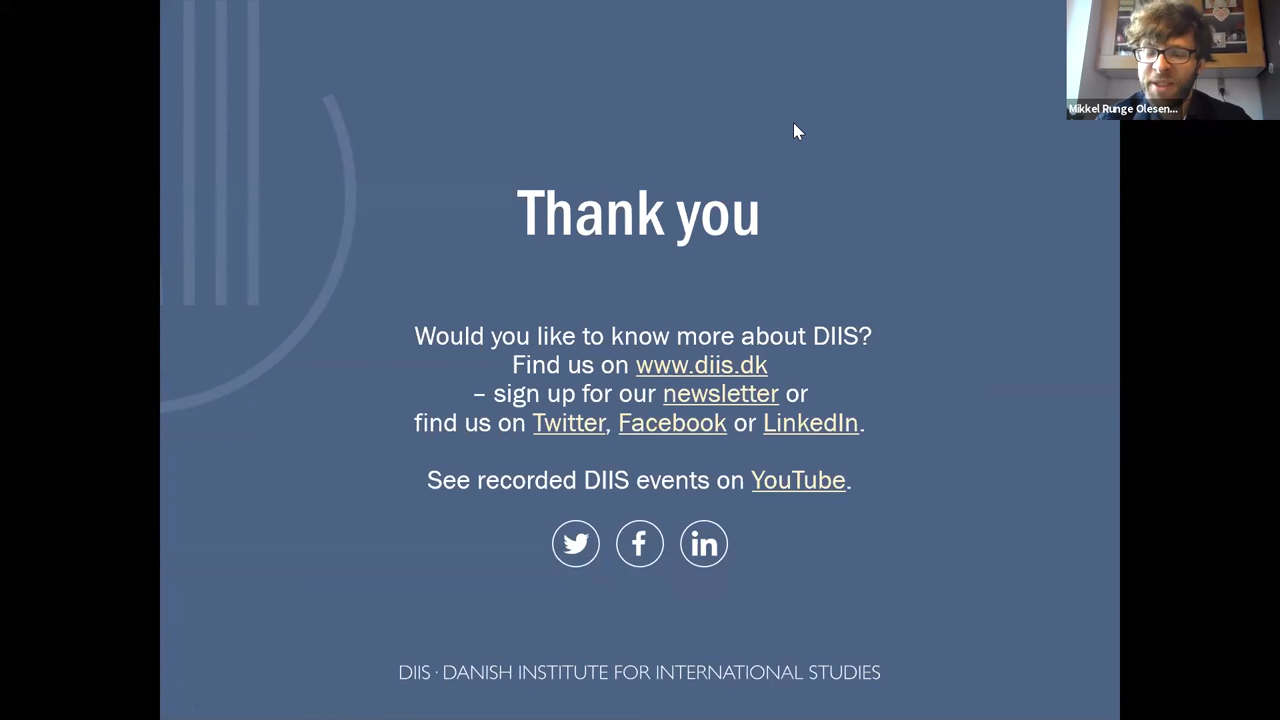 Mikkel Runge Olesen...
Thank you
Would you like to know more about DIIS?
Find us on www.diis.dk
– sign up for our newsletter or
find us on Twitter, Facebook or LinkedIn.
See recorded DIIS events on YouTube.
f in
DIIS · DANISH INSTITUTE FOR INTERNATIONAL STUDIES